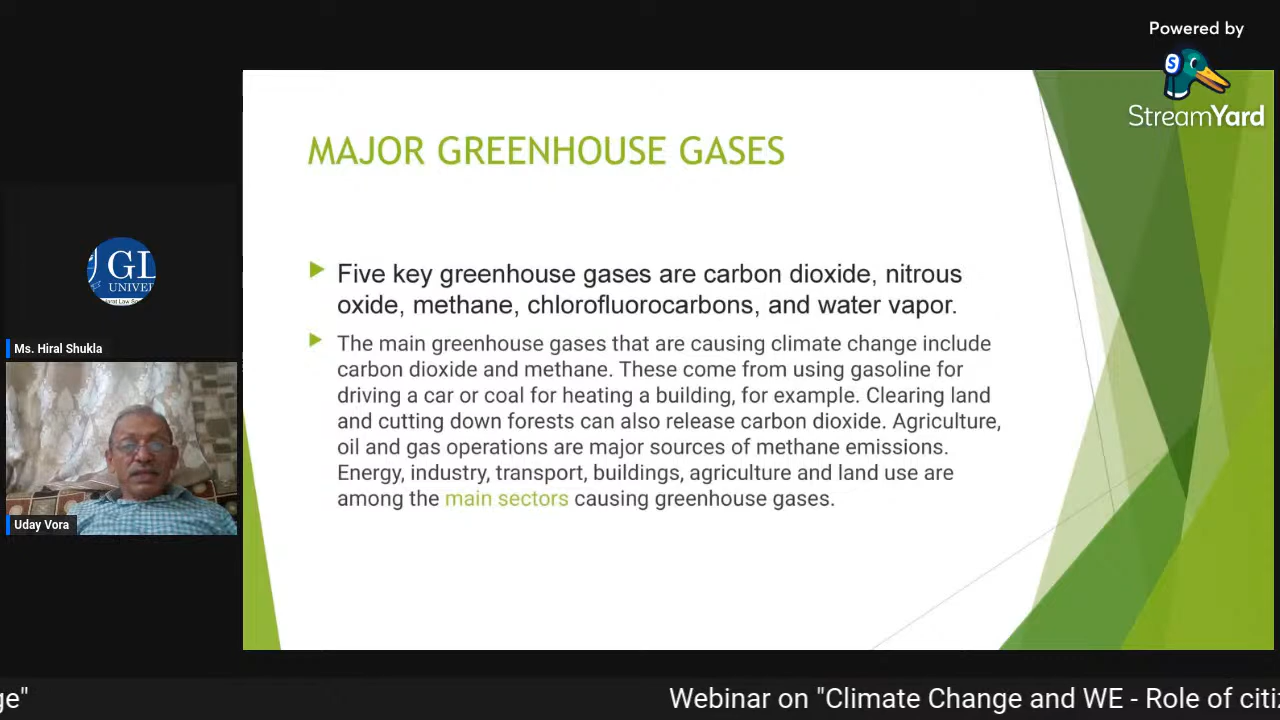 Powered by
StreamYard
MAJOR GREENHOUSE GASES
Five key greenhouse gases are carbon dioxide, nitrous
oxide, methane, chlorofluorocarbons, and water vapor.
The main greenhouse gases that are causing climate change include
carbon dioxide and methane. These come from using gasoline for
driving a car or coal for heating a building, for example. Clearing land
and cutting down forests can also release carbon dioxide. Agriculture,
oil and gas operations are major sources of methane emissions.
Energy, industry, transport, buildings, agriculture and land use are
among the main sectors causing greenhouse gases.
GL
UNIVER
Ms. Hiral Shukla
Uday Vora
ge" Webinar on "Climate Change and WE - Role of citi